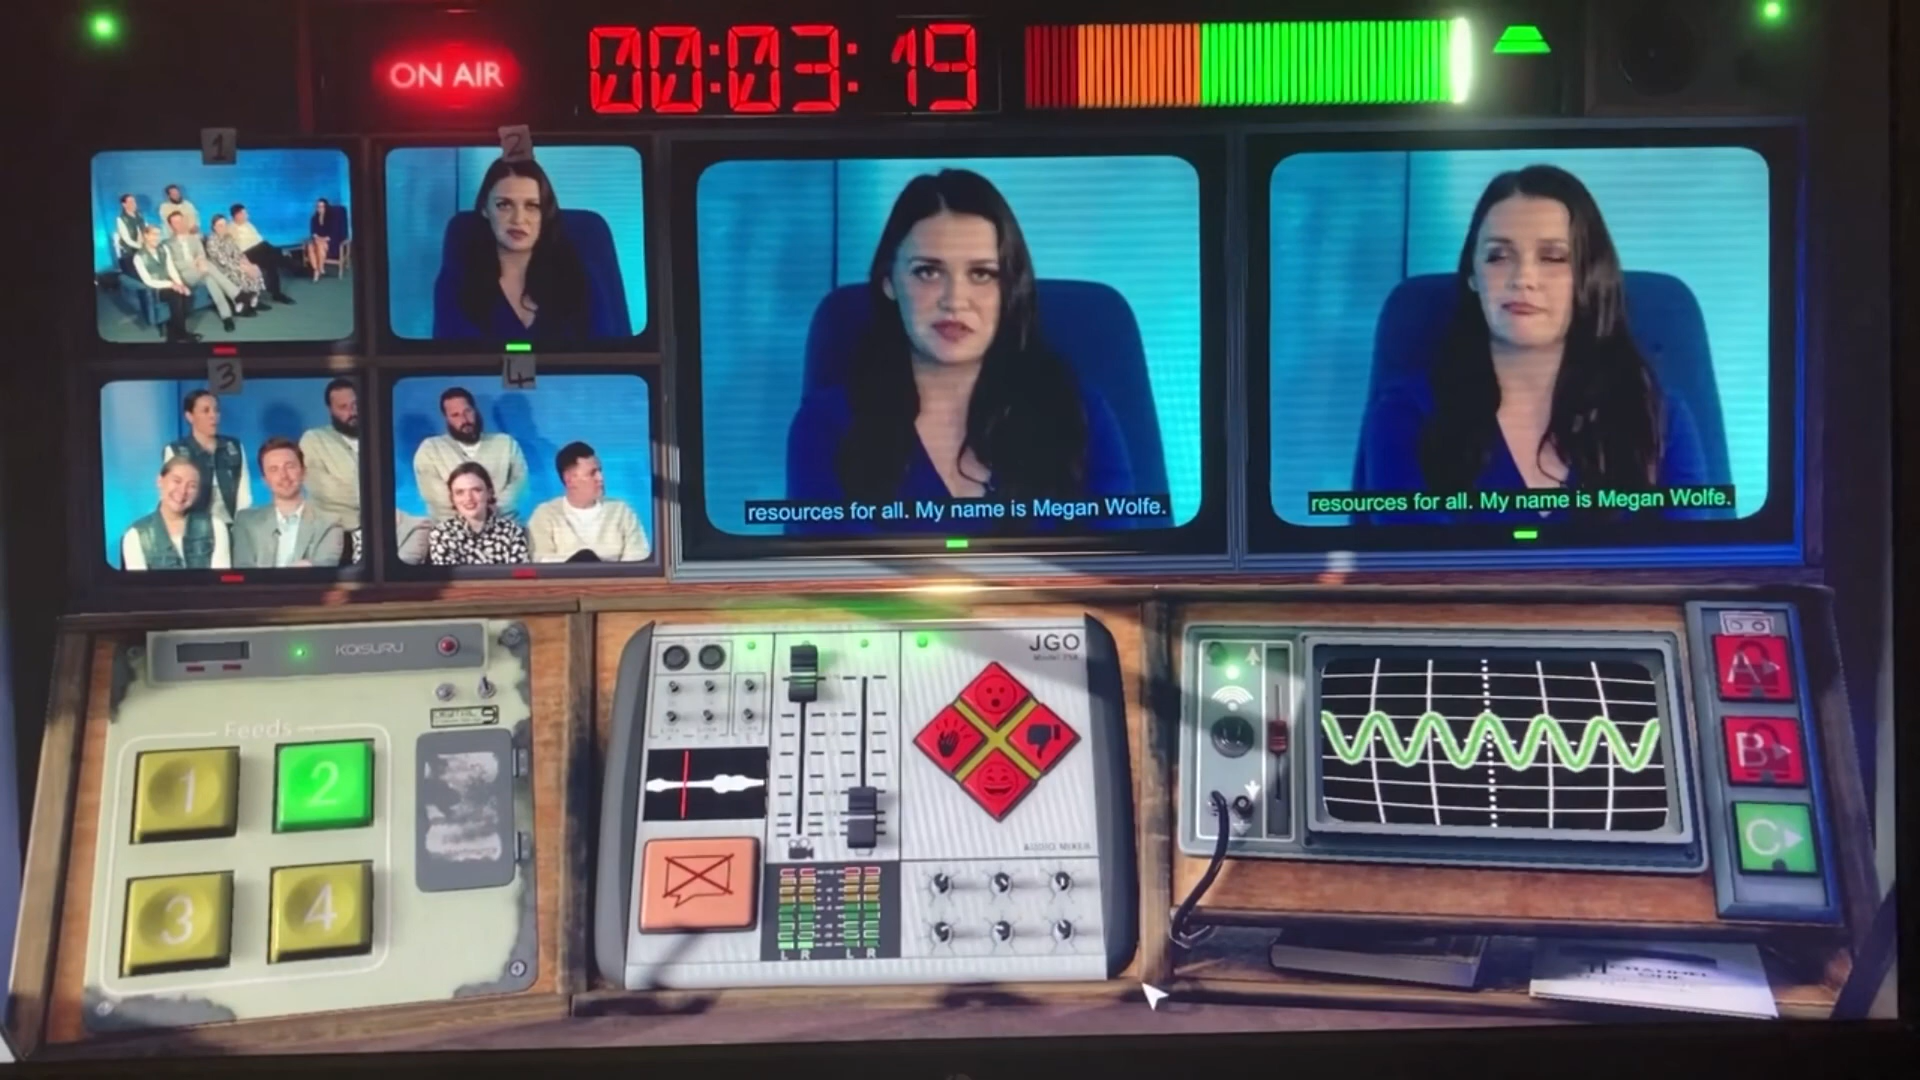 ON AIR
00:03:19
1
2
resources for all. My name is Megan Wolfe.
resources for all. My name is Megan Wolfe.
3
4
KOISURU
Feeds
1
2
3
4
JGO
AUDIO MIXER
L R L R
A
B
C